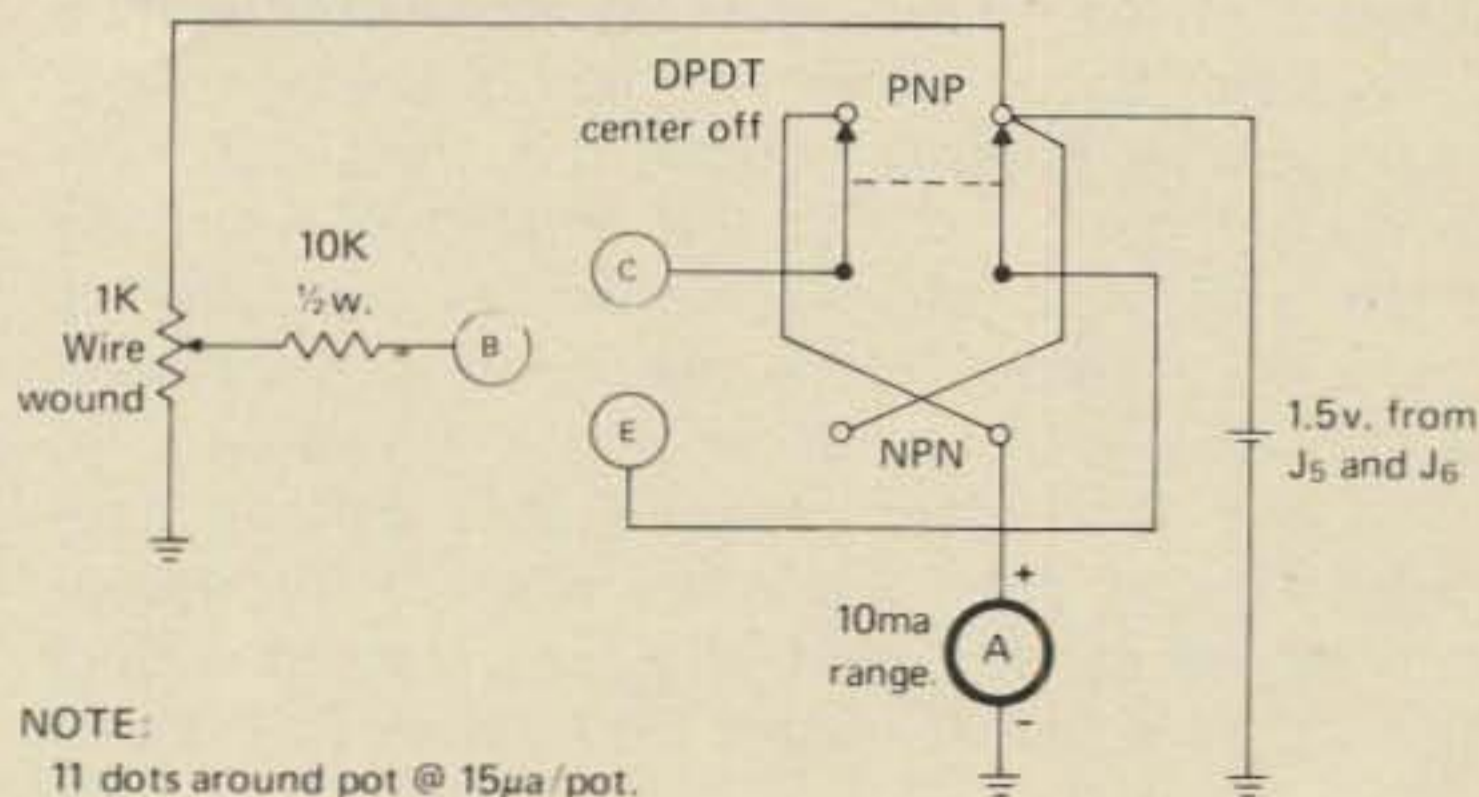 DPDT
center off
PNP
10K
½w.
1K
Wire
wound
B
C
E
NPN
1.5v. from
J5 and J6
+
10ma
range.
A
-
NOTE:
11 dots around pot @ 15µa/pot.